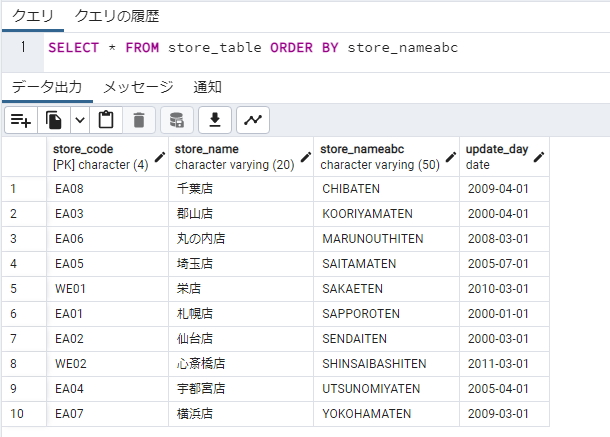 クエリ クエリの履歴
1 SELECT * FROM store_table ORDER BY store_nameabc
データ出力 メッセージ 通知
store_code store_name store_nameabc update_day
[PK] character (4) character varying (20) character varying (50) date
1 EA08 千葉店 CHIBATEN 2009-04-01
2 EA03 郡山店 KOORIYAMATEN 2000-04-01
3 EA06 丸の内店 MARUNOUTHITEN 2008-03-01
4 EA05 埼玉店 SAITAMATEN 2005-07-01
5 WE01 栄店 SAKAETEN 2010-03-01
6 EA01 札幌店 SAPPOROTEN 2000-01-01
7 EA02 仙台店 SENDAITEN 2000-03-01
8 WE02 心斎橋店 SHINSAIBASHITEN 2011-03-01
9 EA04 宇都宮店 UTSUNOMIYATEN 2005-04-01
10 EA07 横浜店 YOKOHAMATEN 2009-03-01